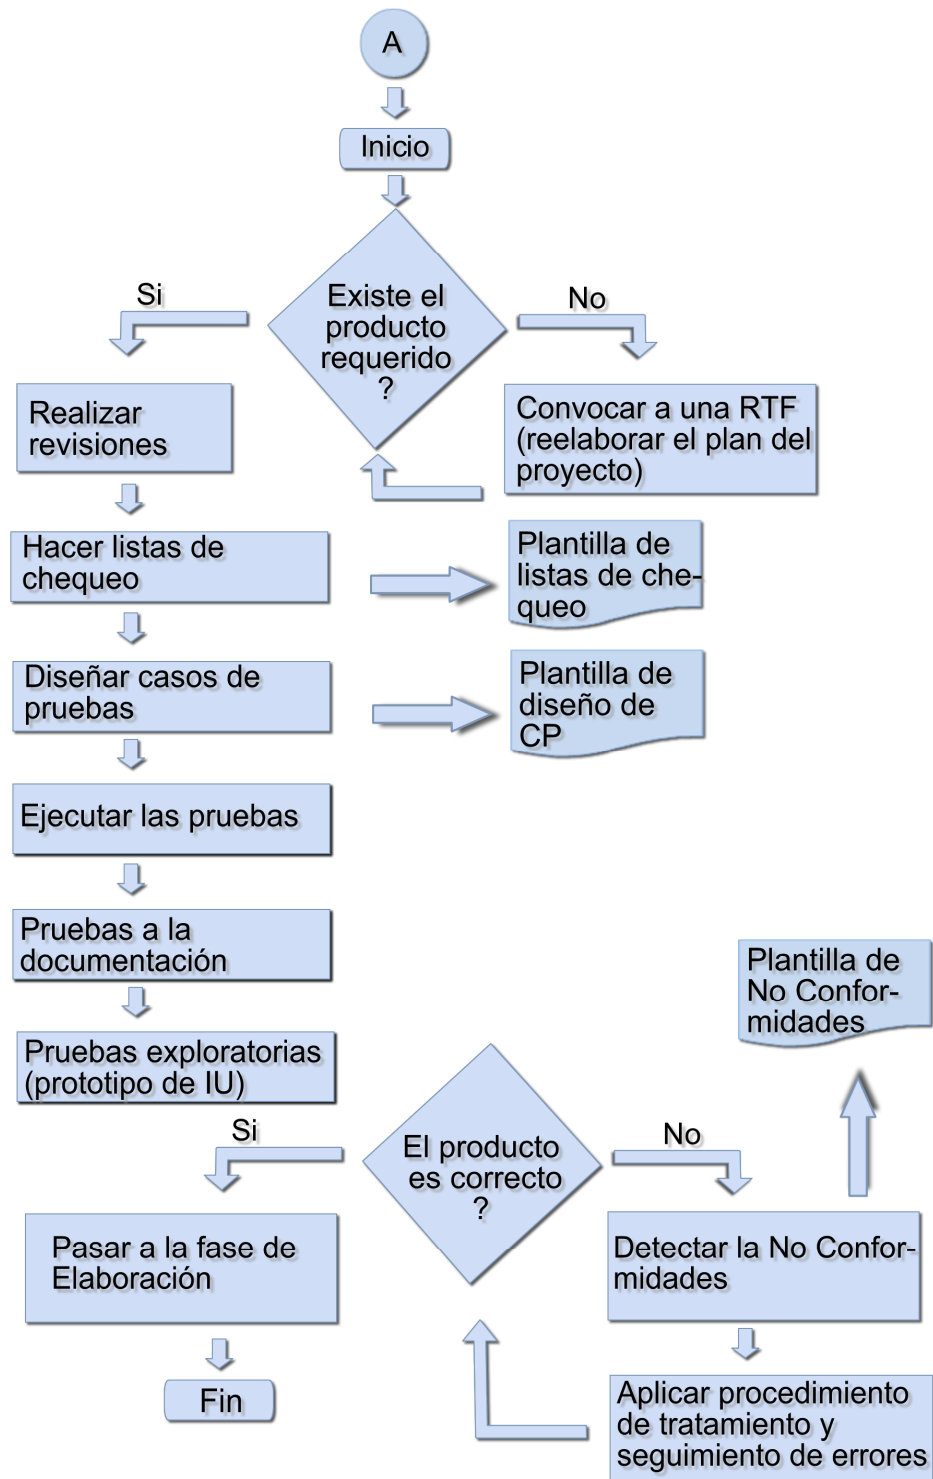 A
Inicio
Existe el
producto
requerido
?
Si
No
Realizar
revisiones
Convocar a una RTF
(reelaborar el plan del
proyecto)
Hacer listas de
chequeo
Plantilla de
listas de che-
queo
Diseñar casos de
pruebas
Plantilla de
diseño de
CP
Ejecutar las pruebas
Pruebas a la
documentación
Pruebas exploratorias
(prototipo de IU)
El producto
es correcto
?
Si
No
Plantilla de
No Confor-
midades
Pasar a la fase de
Elaboración
Detectar la No Confor-
midades
Fin
Aplicar procedimiento
de tratamiento y
seguimiento de errores